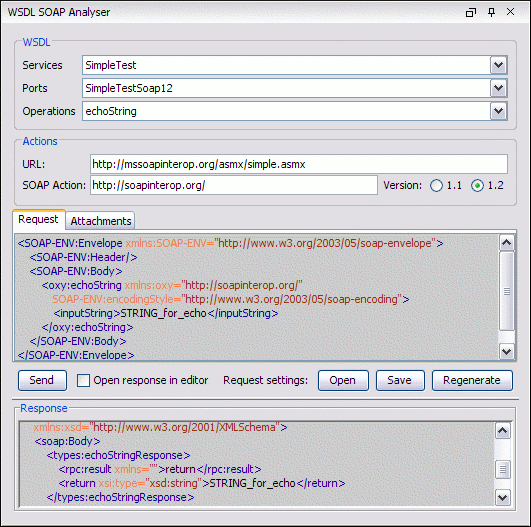 WSDL SOAP Analyser
WSDL
Services SimpleTest
Ports SimpleTestSoap12
Operations echoString
Actions
URL: http://mssoapinterop.org/asmx/simple.asmx
SOAP Action: http://soapinterop.org/ Version: 1.1 1.2
Request Attachments
<SOAP-ENV:Envelope xmlns:SOAP-ENV="http://www.w3.org/2003/05/soap-envelope">
<SOAP-ENV:Header/>
<SOAP-ENV:Body>
<oxy:echoString xmlns:oxy="http://soapinterop.org/"
SOAP-ENV:encodingStyle="http://www.w3.org/2003/05/soap-encoding">
<inputString>STRING_for_echo</inputString>
</oxy:echoString>
</SOAP-ENV:Body>
</SOAP-ENV:Envelope>
Send Open response in editor Request settings: Open Save Regenerate
Response
xmlns:xsd="http://www.w3.org/2001/XMLSchema">
<soap:Body>
<types:echoStringResponse>
<rpc:result xmlns="">return</rpc:result>
<return xsi:type="xsd:string">STRING_for_echo</return>
</types:echoStringResponse>